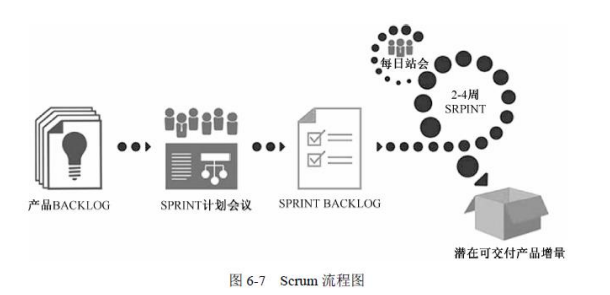 每日站会
2-4周
SRPINT
产品BACKLOG
SPRINT计划会议
SPRINT BACKLOG
潜在可交付产品增量
图 6-7 Scrum 流程图